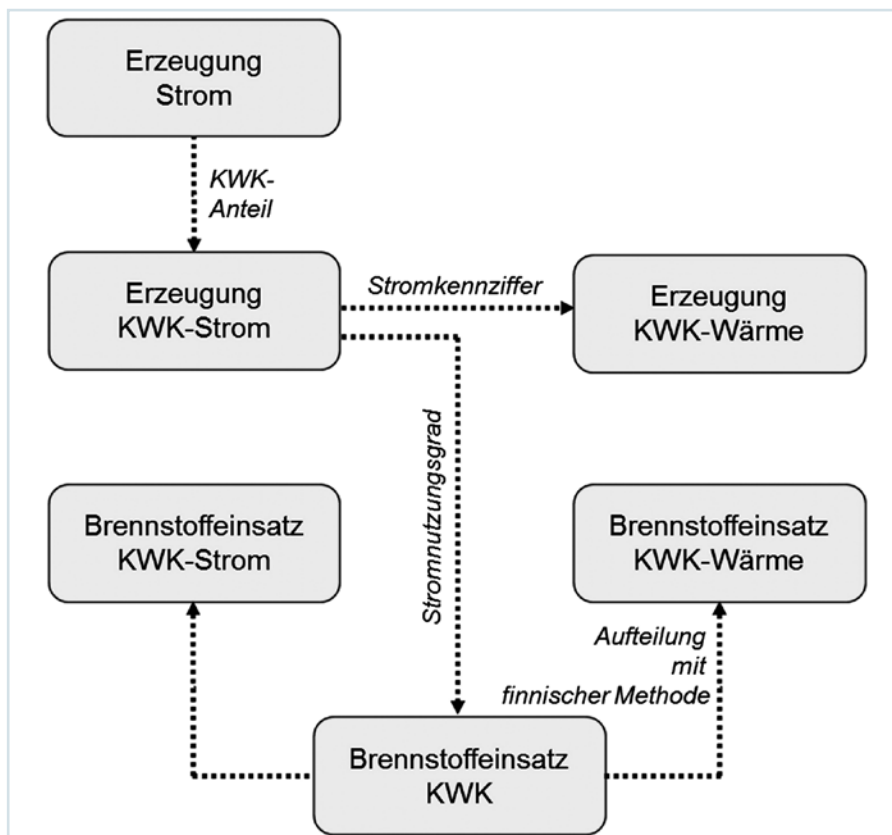 Erzeugung
Strom
KWK-
Anteil
Erzeugung
KWK-Strom
Stromkennziffer
Erzeugung
KWK-Wärme
Stromnutzungsgrad
Brennstoffeinsatz
KWK-Strom
Brennstoffeinsatz
KWK-Wärme
Aufteilung
mit
finnischer Methode
Brennstoffeinsatz
KWK